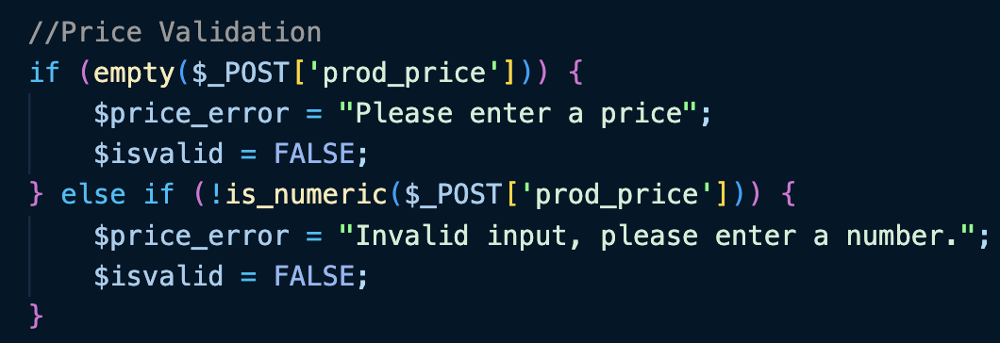 //Price Validation
if (empty($_POST['prod_price'])) {
    $price_error = "Please enter a price";
    $isvalid = FALSE;
} else if (!is_numeric($_POST['prod_price'])) {
    $price_error = "Invalid input, please enter a number.";
    $isvalid = FALSE;
}